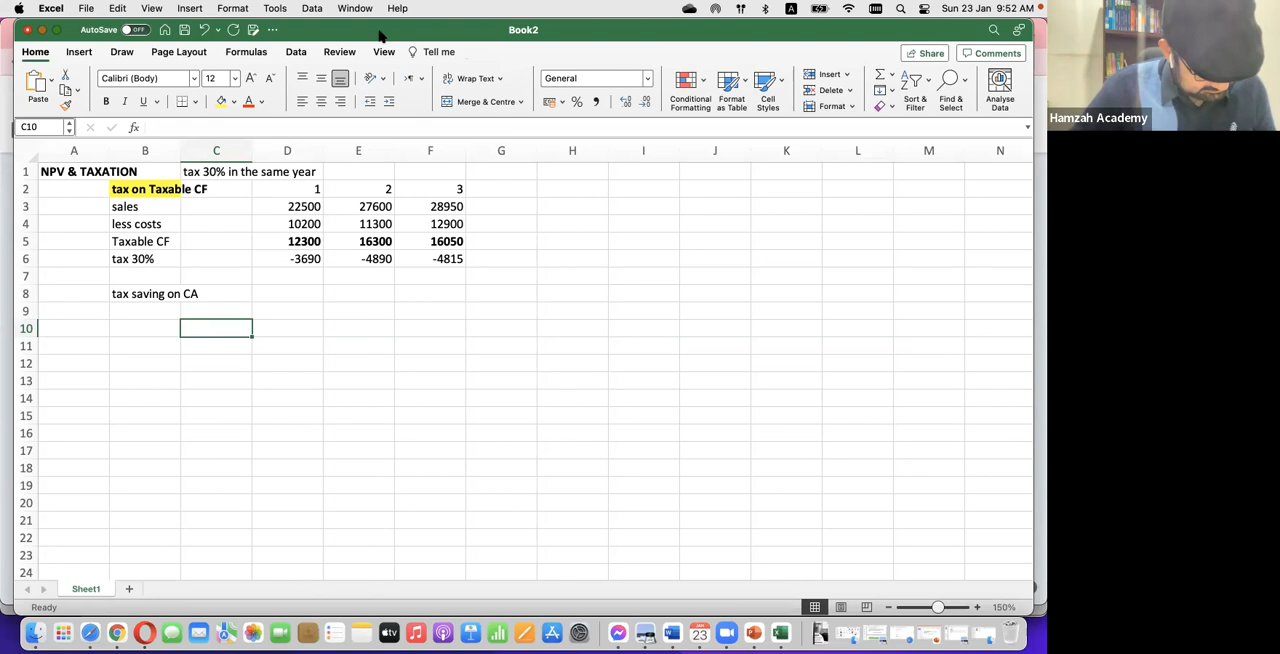 Excel File Edit View Insert Format Tools Data Window Help Sun 23 Jan 9:52 AM
AutoSave OFF Book2
Home Insert Draw Page Layout Formulas Data Review View Tell me Share Comments
Paste Calibri (Body) 12 Wrap Text General Conditional Formatting Format as Table Cell Styles Insert Sort & Filter Find & Select Analyse Data
B I U Merge & Centre Delete
Format
C10 fx
Hamzah Academy
A B C D E F G H I J K L M N
1 NPV & TAXATION tax 30% in the same year
2 tax on Taxable CF 1 2 3
3 sales 22500 27600 28950
4 less costs 10200 11300 12900
5 Taxable CF 12300 16300 16050
6 tax 30% -3690 -4890 -4815
7
8 tax saving on CA
9
10
11
12
13
14
15
16
17
18
19
20
21
22
23
24
Sheet1
Ready 150%